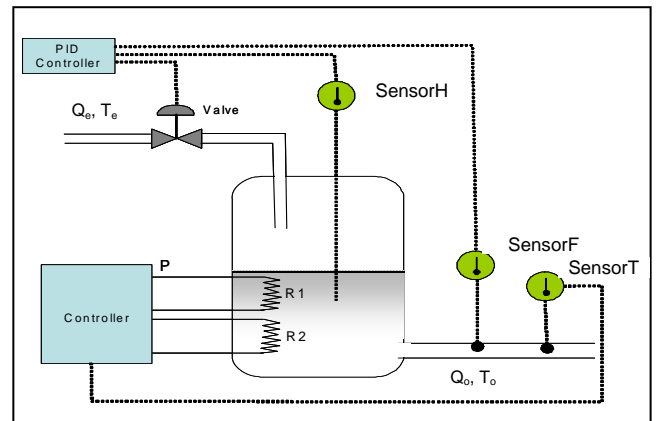 PID
Controller
SensorH
Valve
Qe, Te
SensorF
SensorT
P
R1
Controller
R2
Qo, To